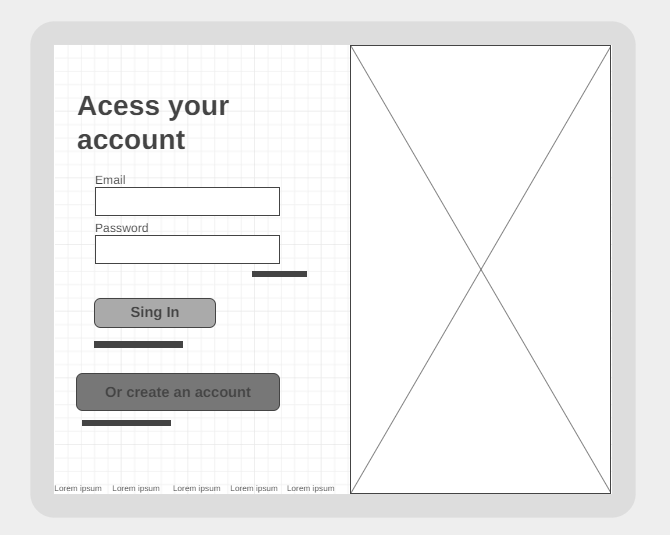 Acess your
account
Email
Password
Sing In
Or create an account
Lorem ipsum Lorem ipsum Lorem ipsum Lorem ipsum Lorem ipsum